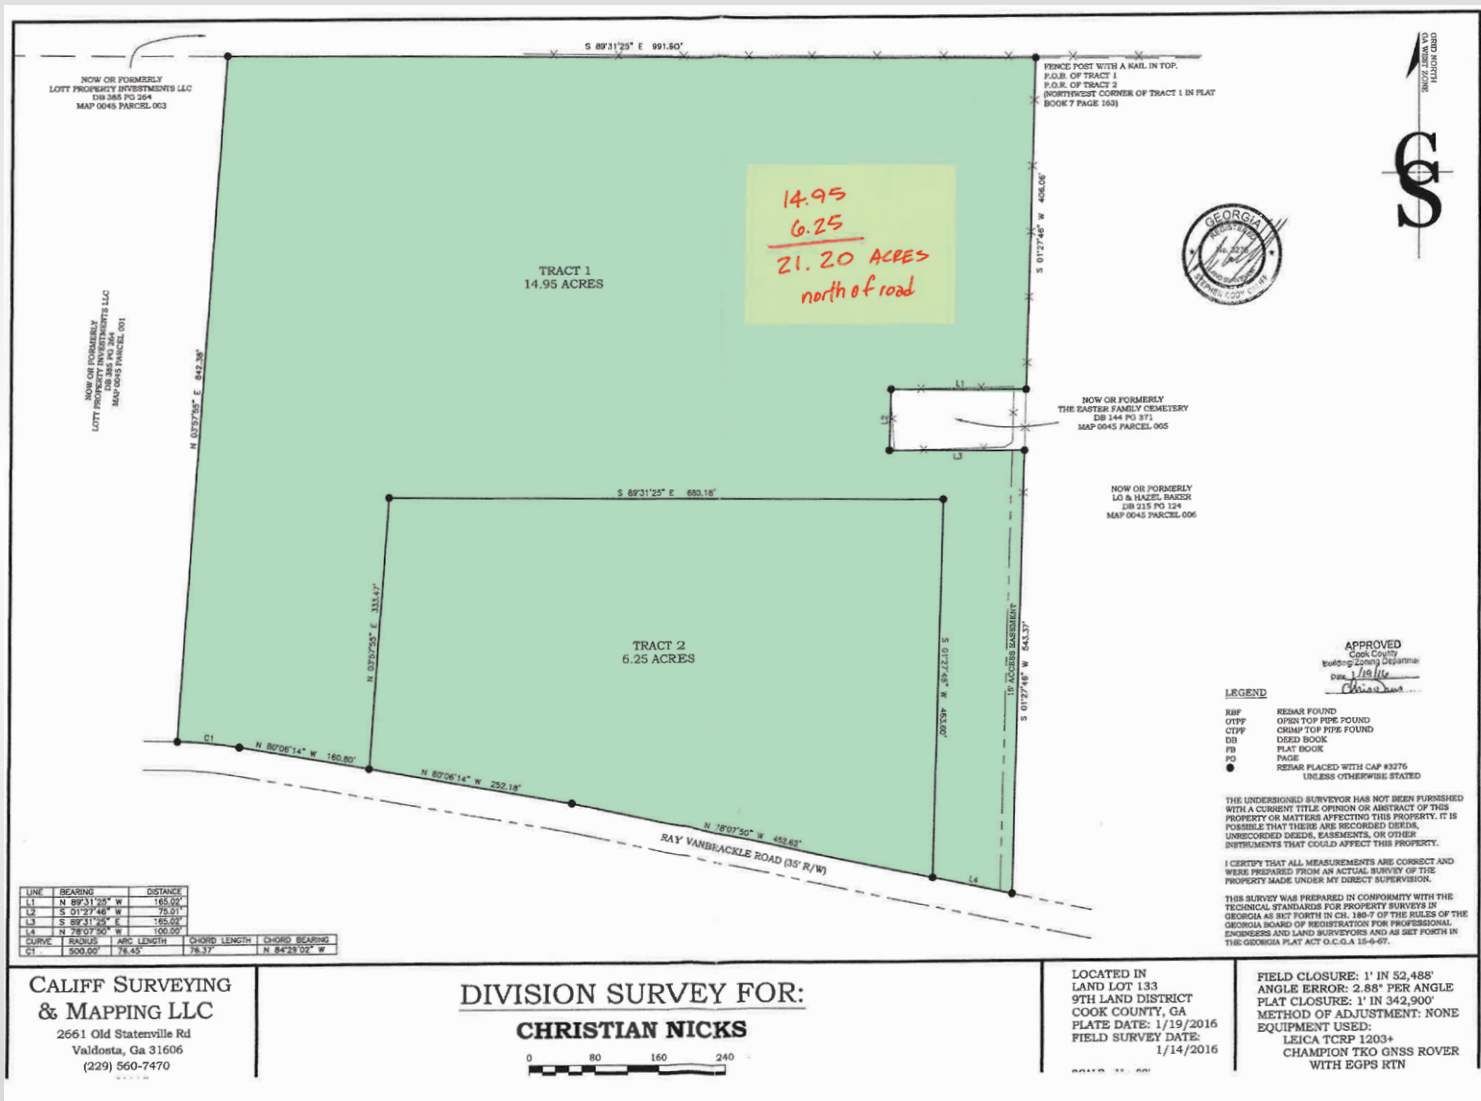 S 89'31'25" E 991.60'
NOW OR FORMERLY
LOTT PROPERTY INVESTMENTS LLC
DB 385 PG 264
MAP 0045 PARCEL 003
FENCE POST WITH A NAIL IN TOP.
P.O.B. OF TRACT 1
P.O.R. OF TRACT 2
(NORTHWEST CORNER OF TRACT 1 IN PLAT
BOOK 7 PAGE 163)
GRID NORTH
GA WEST ZONE
CS
GEORGIA
REGISTERED
No. 3276
LAND SURVEYOR
STEPHEN CODY CALIFF
14.95
6.25
21.20 ACRES
north of road
TRACT 1
14.95 ACRES
S 01'27'46" W 406.06'
NOW OR FORMERLY
LOTT PROPERTY INVESTMENTS LLC
DB 385 PG 264
MAP 0045 PARCEL 001
N 03'57'55" E 842.38'
L1
L2
L3
NOW OR FORMERLY
THE EASTER FAMILY CEMETERY
DB 144 PG 371
MAP 0045 PARCEL 005
NOW OR FORMERLY
LG & HAZEL BAKER
DB 215 PG 124
MAP 0045 PARCEL 006
S 89'31'25" E 680.18'
N 03'57'55" E 333.47'
TRACT 2
6.25 ACRES
S 01'27'46" W 463.60'
15' ACCESS EASEMENT
S 01'27'46" W 543.37'
C1
N 80'06'14" W 160.80'
N 80'06'14" W 252.18'
N 78'07'50" W 452.62'
L4
RAY VANBRACKLE ROAD (35' R/W)
APPROVED
Cook County
Building/Zoning Departmen
Date 1/19/16
LEGEND
RBF REBAR FOUND
OTPF OPEN TOP PIPE FOUND
CTPF CRIMP TOP PIPE FOUND
DB DEED BOOK
PB PLAT BOOK
PG PAGE
REBAR PLACED WITH CAP #3276
UNLESS OTHERWISE STATED
THE UNDERSIGNED SURVEYOR HAS NOT BEEN FURNISHED
WITH A CURRENT TITLE OPINION OR ABSTRACT OF THIS
PROPERTY OR MATTERS AFFECTING THIS PROPERTY. IT IS
POSSIBLE THAT THERE ARE RECORDED DEEDS,
UNRECORDED DEEDS, EASEMENTS, OR OTHER
INSTRUMENTS THAT COULD AFFECT THIS PROPERTY.
I CERTIFY THAT ALL MEASUREMENTS ARE CORRECT AND
WERE PREPARED FROM AN ACTUAL SURVEY OF THE
PROPERTY MADE UNDER MY DIRECT SUPERVISION.
THIS SURVEY WAS PREPARED IN CONFORMITY WITH THE
TECHNICAL STANDARDS FOR PROPERTY SURVEYS IN
GEORGIA AS SET FORTH IN CH. 180-7 OF THE RULES OF THE
GEORGIA BOARD OF REGISTRATION FOR PROFESSIONAL
ENGINEERS AND LAND SURVEYORS AND AS SET FORTH IN
THE GEORGIA PLAT ACT O.C.G.A 15-6-67.
LINE BEARING DISTANCE
L1 N 89'31'25" W 165.02'
L2 S 01'27'46" W 75.01'
L3 S 89'31'25" E 165.02'
L4 N 78'07'50" W 100.00'
CURVE RADIUS ARC LENGTH CHORD LENGTH CHORD BEARING
C1 500.00' 76.45' 76.37' N 84'29'02" W
CALIFF SURVEYING
& MAPPING LLC
2661 Old Statenville Rd
Valdosta, Ga 31606
(229) 560-7470
DIVISION SURVEY FOR:
CHRISTIAN NICKS
0 80 160 240
LOCATED IN
LAND LOT 133
9TH LAND DISTRICT
COOK COUNTY, GA
PLATE DATE: 1/19/2016
FIELD SURVEY DATE:
1/14/2016
FIELD CLOSURE: 1' IN 52,488'
ANGLE ERROR: 2.88" PER ANGLE
PLAT CLOSURE: 1' IN 342,900'
METHOD OF ADJUSTMENT: NONE
EQUIPMENT USED:
LEICA TCRP 1203+
CHAMPION TKO GNSS ROVER
WITH EGPS RTN